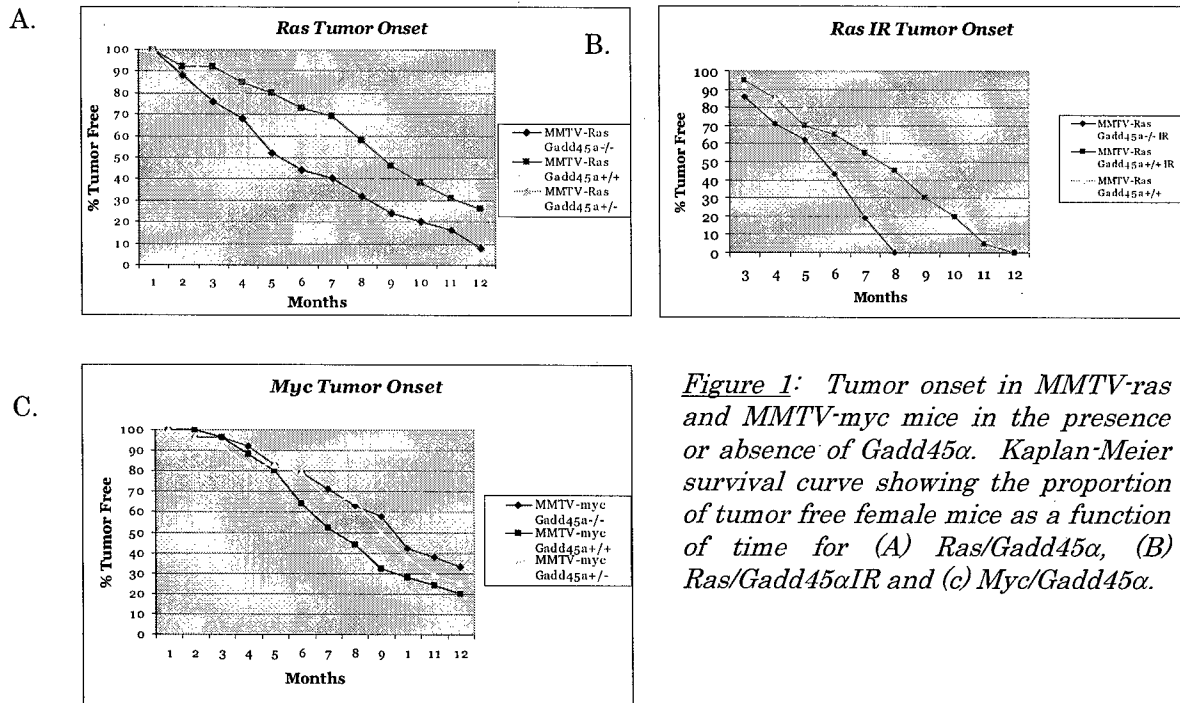 A.
Ras Tumor Onset
100
90
80
70
60
50
40
30
20
10
0
% Tumor Free
1 2 3 4 5 6 7 8 9 10 11 12
Months
MMTV-Ras
Gadd45a-/-
MMTV-Ras
Gadd45a+/+
MMTV-Ras
Gadd45a+/-
B.
Ras IR Tumor Onset
100
90
80
70
60
50
40
30
20
10
0
% Tumor Free
3 4 5 6 7 8 9 10 11 12
Months
MMTV-Ras
Gadd45a-/- IR
MMTV-Ras
Gadd45a+/+ IR
MMTV-Ras
Gadd45a+/+
C.
Myc Tumor Onset
100
90
80
70
60
50
40
30
20
10
0
% Tumor Free
1 2 3 4 5 6 7 8 9 1 11 12
Months
MMTV-myc
Gadd45a-/-
MMTV-myc
Gadd45a+/+
MMTV-myc
Gadd45a+/-
Figure 1: Tumor onset in MMTV-ras
and MMTV-myc mice in the presence
or absence of Gadd45α. Kaplan-Meier
survival curve showing the proportion
of tumor free female mice as a function
of time for (A) Ras/Gadd45α, (B)
Ras/Gadd45αIR and (c) Myc/Gadd45α.